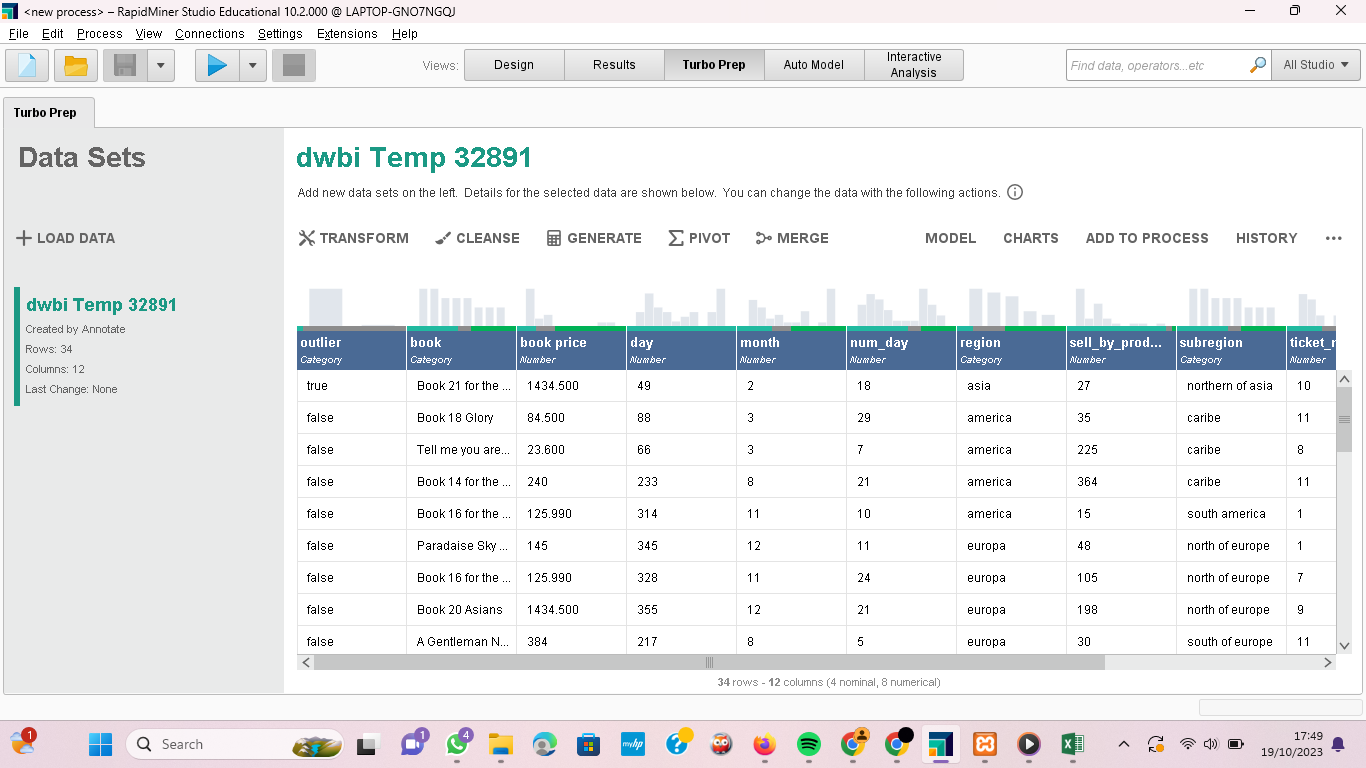 <new process> – RapidMiner Studio Educational 10.2.000 @ LAPTOP-GNO7NGQJ
File Edit Process View Connections Settings Extensions Help
Views: Design Results Turbo Prep Auto Model Interactive Analysis Find data, operators...etc All Studio
Turbo Prep
Data Sets
LOAD DATA
dwbi Temp 32891
Created by Annotate
Rows: 34
Columns: 12
Last Change: None
dwbi Temp 32891
Add new data sets on the left. Details for the selected data are shown below. You can change the data with the following actions.
TRANSFORM CLEANSE GENERATE PIVOT MERGE MODEL CHARTS ADD TO PROCESS HISTORY ...
outlier book book price day month num_day region sell_by_prod... subregion ticket_r
Category Category Number Number Number Number Category Number Category Number
true Book 21 for the ... 1434.500 49 2 18 asia 27 northern of asia 10
false Book 18 Glory 84.500 88 3 29 america 35 caribe 11
false Tell me you are... 23.600 66 3 7 america 225 caribe 8
false Book 14 for the ... 240 233 8 21 america 364 caribe 11
false Book 16 for the ... 125.990 314 11 10 america 15 south america 1
false Paradaise Sky ... 145 345 12 11 europa 48 north of europe 1
false Book 16 for the ... 125.990 328 11 24 europa 105 north of europe 7
false Book 20 Asians 1434.500 355 12 21 europa 198 north of europe 9
false A Gentleman N... 384 217 8 5 europa 30 south of europe 11
34 rows - 12 columns (4 nominal, 8 numerical)
1 Search 1 4 myhp
17:49
19/10/2023